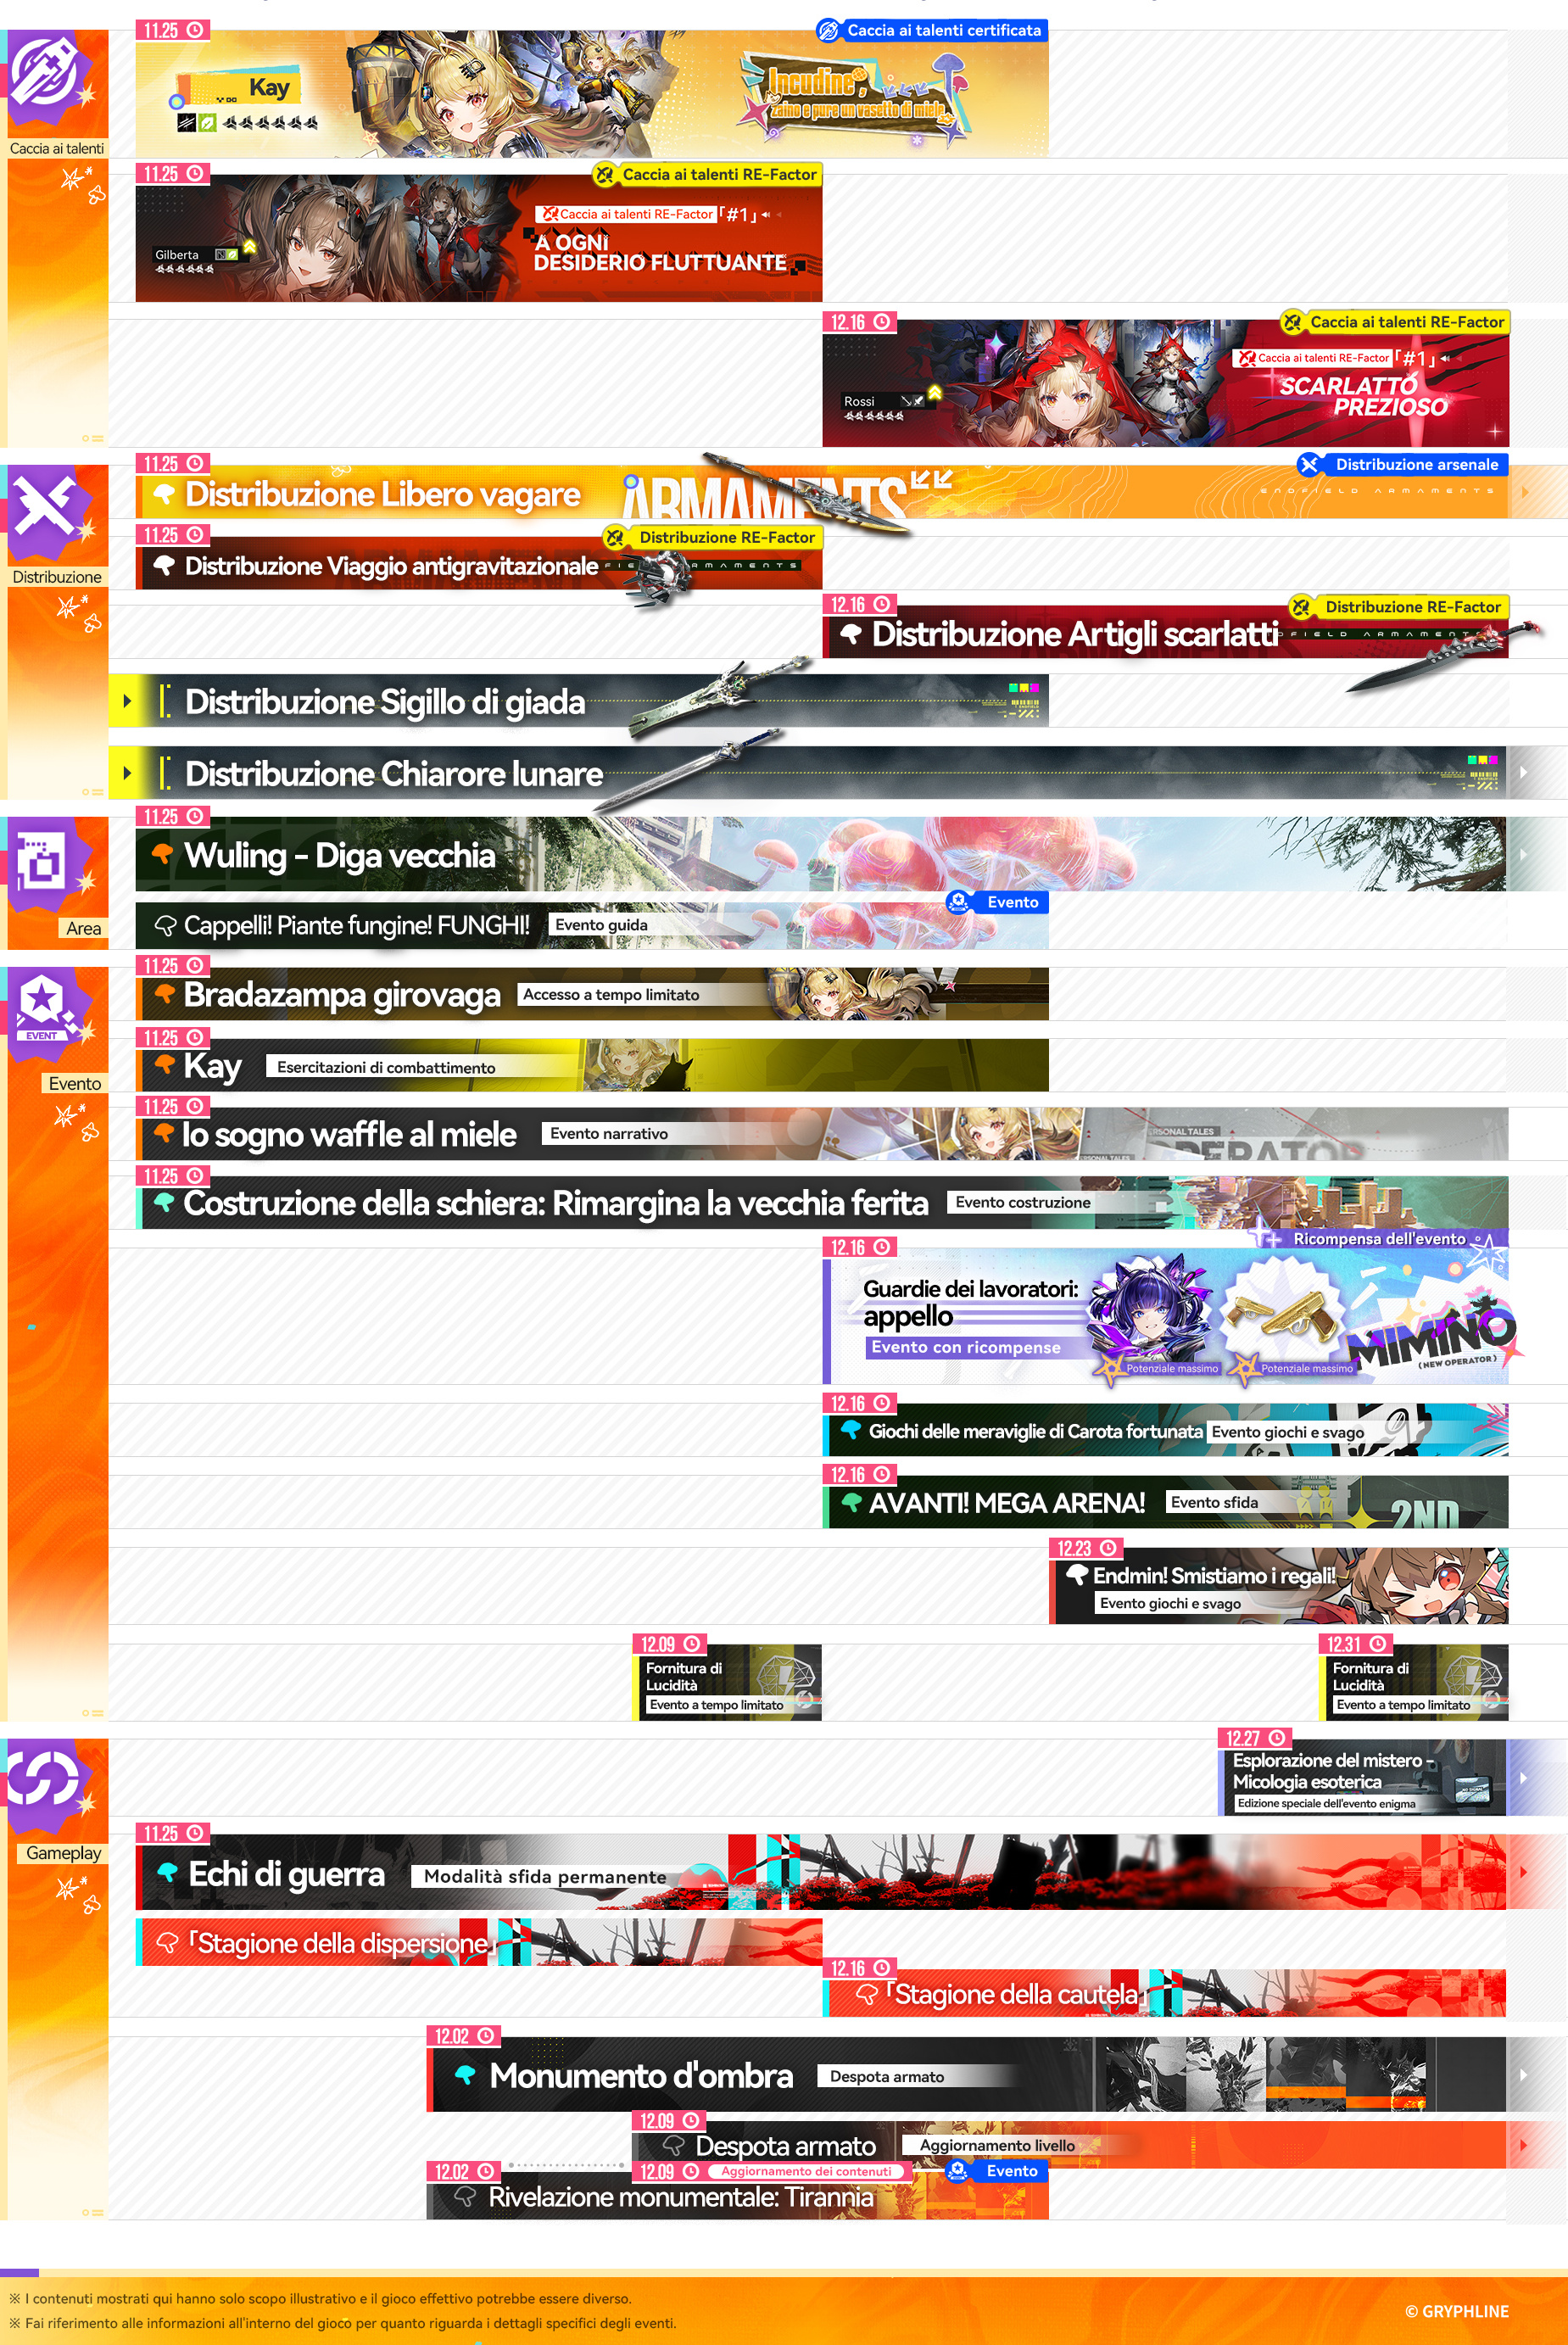 11.25
Caccia ai talenti certificata
Kay
Incudine,
zaino e pure un vasetto di miele
Caccia ai talenti
11.25
Caccia ai talenti RE-Factor
Caccia ai talenti RE-Factor「#1」
Gilberta
A OGNI
DESIDERIO FLUTTUANTE
12.16
Caccia ai talenti RE-Factor
Caccia ai talenti RE-Factor「#1」
Rossi
SCARLATTO
PREZIOSO
11.25
Distribuzione arsenale
Distribuzione Libero vagare
ARMAMENTS
ENDFIELD ARMAMENTS
11.25
Distribuzione RE-Factor
Distribuzione Viaggio antigravitazionale
Distribuzione
12.16
Distribuzione RE-Factor
Distribuzione Artigli scarlatti
Distribuzione Sigillo di giada
Distribuzione Chiarore lunare
11.25
Wuling - Diga vecchia
Evento
Cappelli! Piante fungine! FUNGHI!
Evento guida
Area
11.25
Bradazampa girovaga
Accesso a tempo limitato
EVENT
11.25
Kay
Esercitazioni di combattimento
Evento
11.25
Io sogno waffle al miele
Evento narrativo
PERSONAL TALES
OPERATOR
11.25
Costruzione della schiera: Rimargina la vecchia ferita
Evento costruzione
12.16
Ricompensa dell'evento
Guardie dei lavoratori:
appello
Evento con ricompense
Potenziale massimo
Potenziale massimo
MIMINO
(NEW OPERATOR)
12.16
Giochi delle meraviglie di Carota fortunata
Evento giochi e svago
12.16
AVANTI! MEGA ARENA!
Evento sfida
2ND
12.23
Endmin! Smistiamo i regali!
Evento giochi e svago
12.09
Fornitura di
Lucidità
Evento a tempo limitato
12.31
Fornitura di
Lucidità
Evento a tempo limitato
12.27
Esplorazione del mistero -
Micologia esoterica
Edizione speciale dell'evento enigma
Gameplay
11.25
Echi di guerra
Modalità sfida permanente
「Stagione della dispersione」
12.16
「Stagione della cautela」
12.02
Monumento d'ombra
Despota armato
12.09
Despota armato
Aggiornamento livello
12.02
12.09
Aggiornamento dei contenuti
Evento
Rivelazione monumentale: Tirannia
※ I contenuti mostrati qui hanno solo scopo illustrativo e il gioco effettivo potrebbe essere diverso.
※ Fai riferimento alle informazioni all'interno del gioco per quanto riguarda i dettagli specifici degli eventi.
© GRYPHLINE